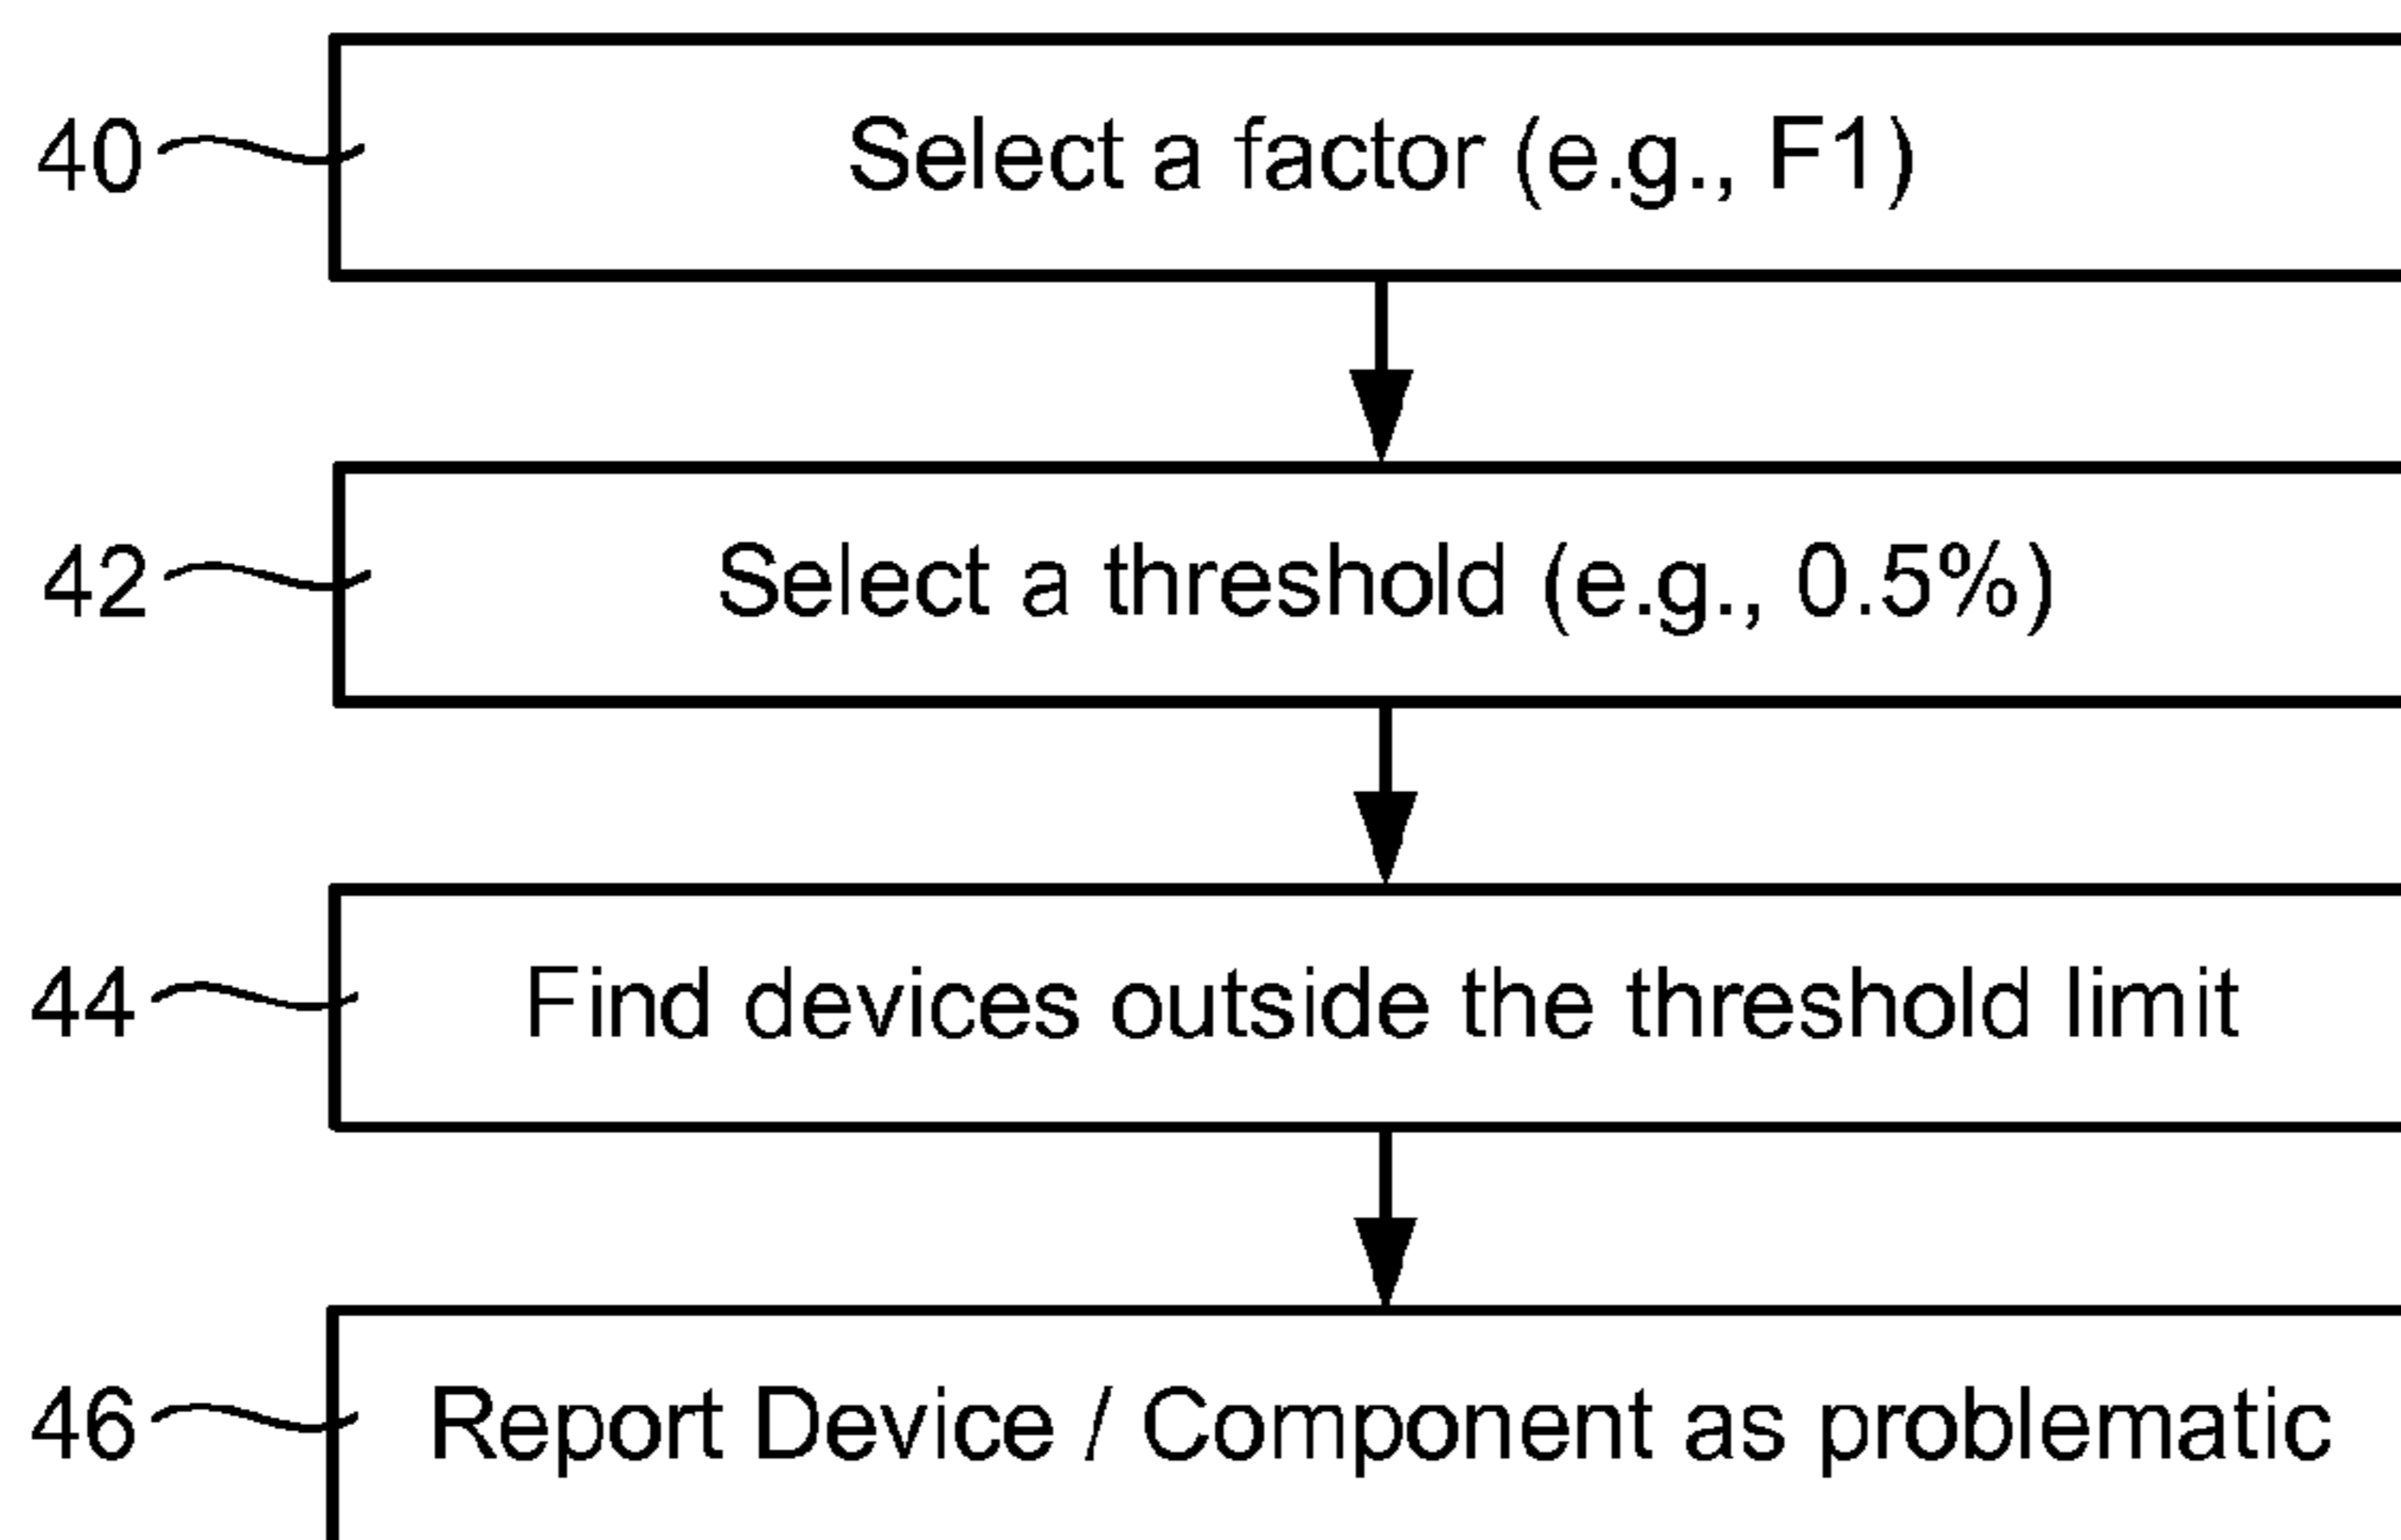 40 Select a factor (e.g., F1)
42 Select a threshold (e.g., 0.5%)
44 Find devices outside the threshold limit
46 Report Device / Component as problematic